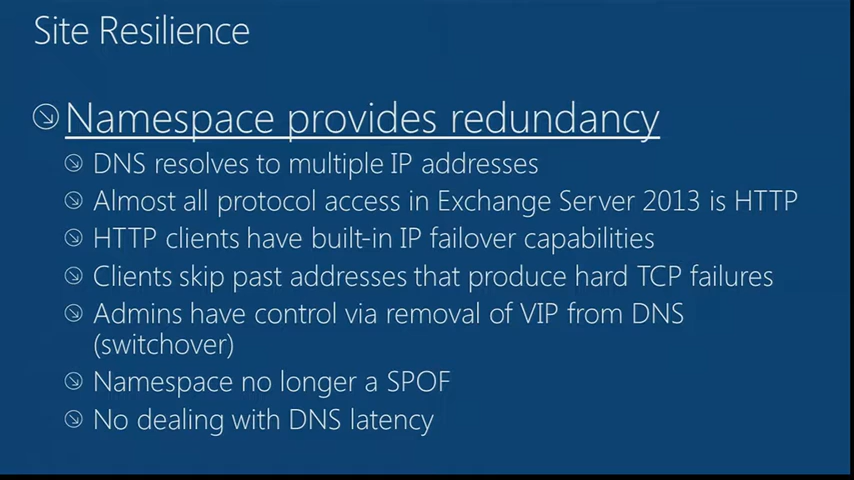 Site Resilience
Namespace provides redundancy
DNS resolves to multiple IP addresses
Almost all protocol access in Exchange Server 2013 is HTTP
HTTP clients have built-in IP failover capabilities
Clients skip past addresses that produce hard TCP failures
Admins have control via removal of VIP from DNS
(switchover)
Namespace no longer a SPOF
No dealing with DNS latency